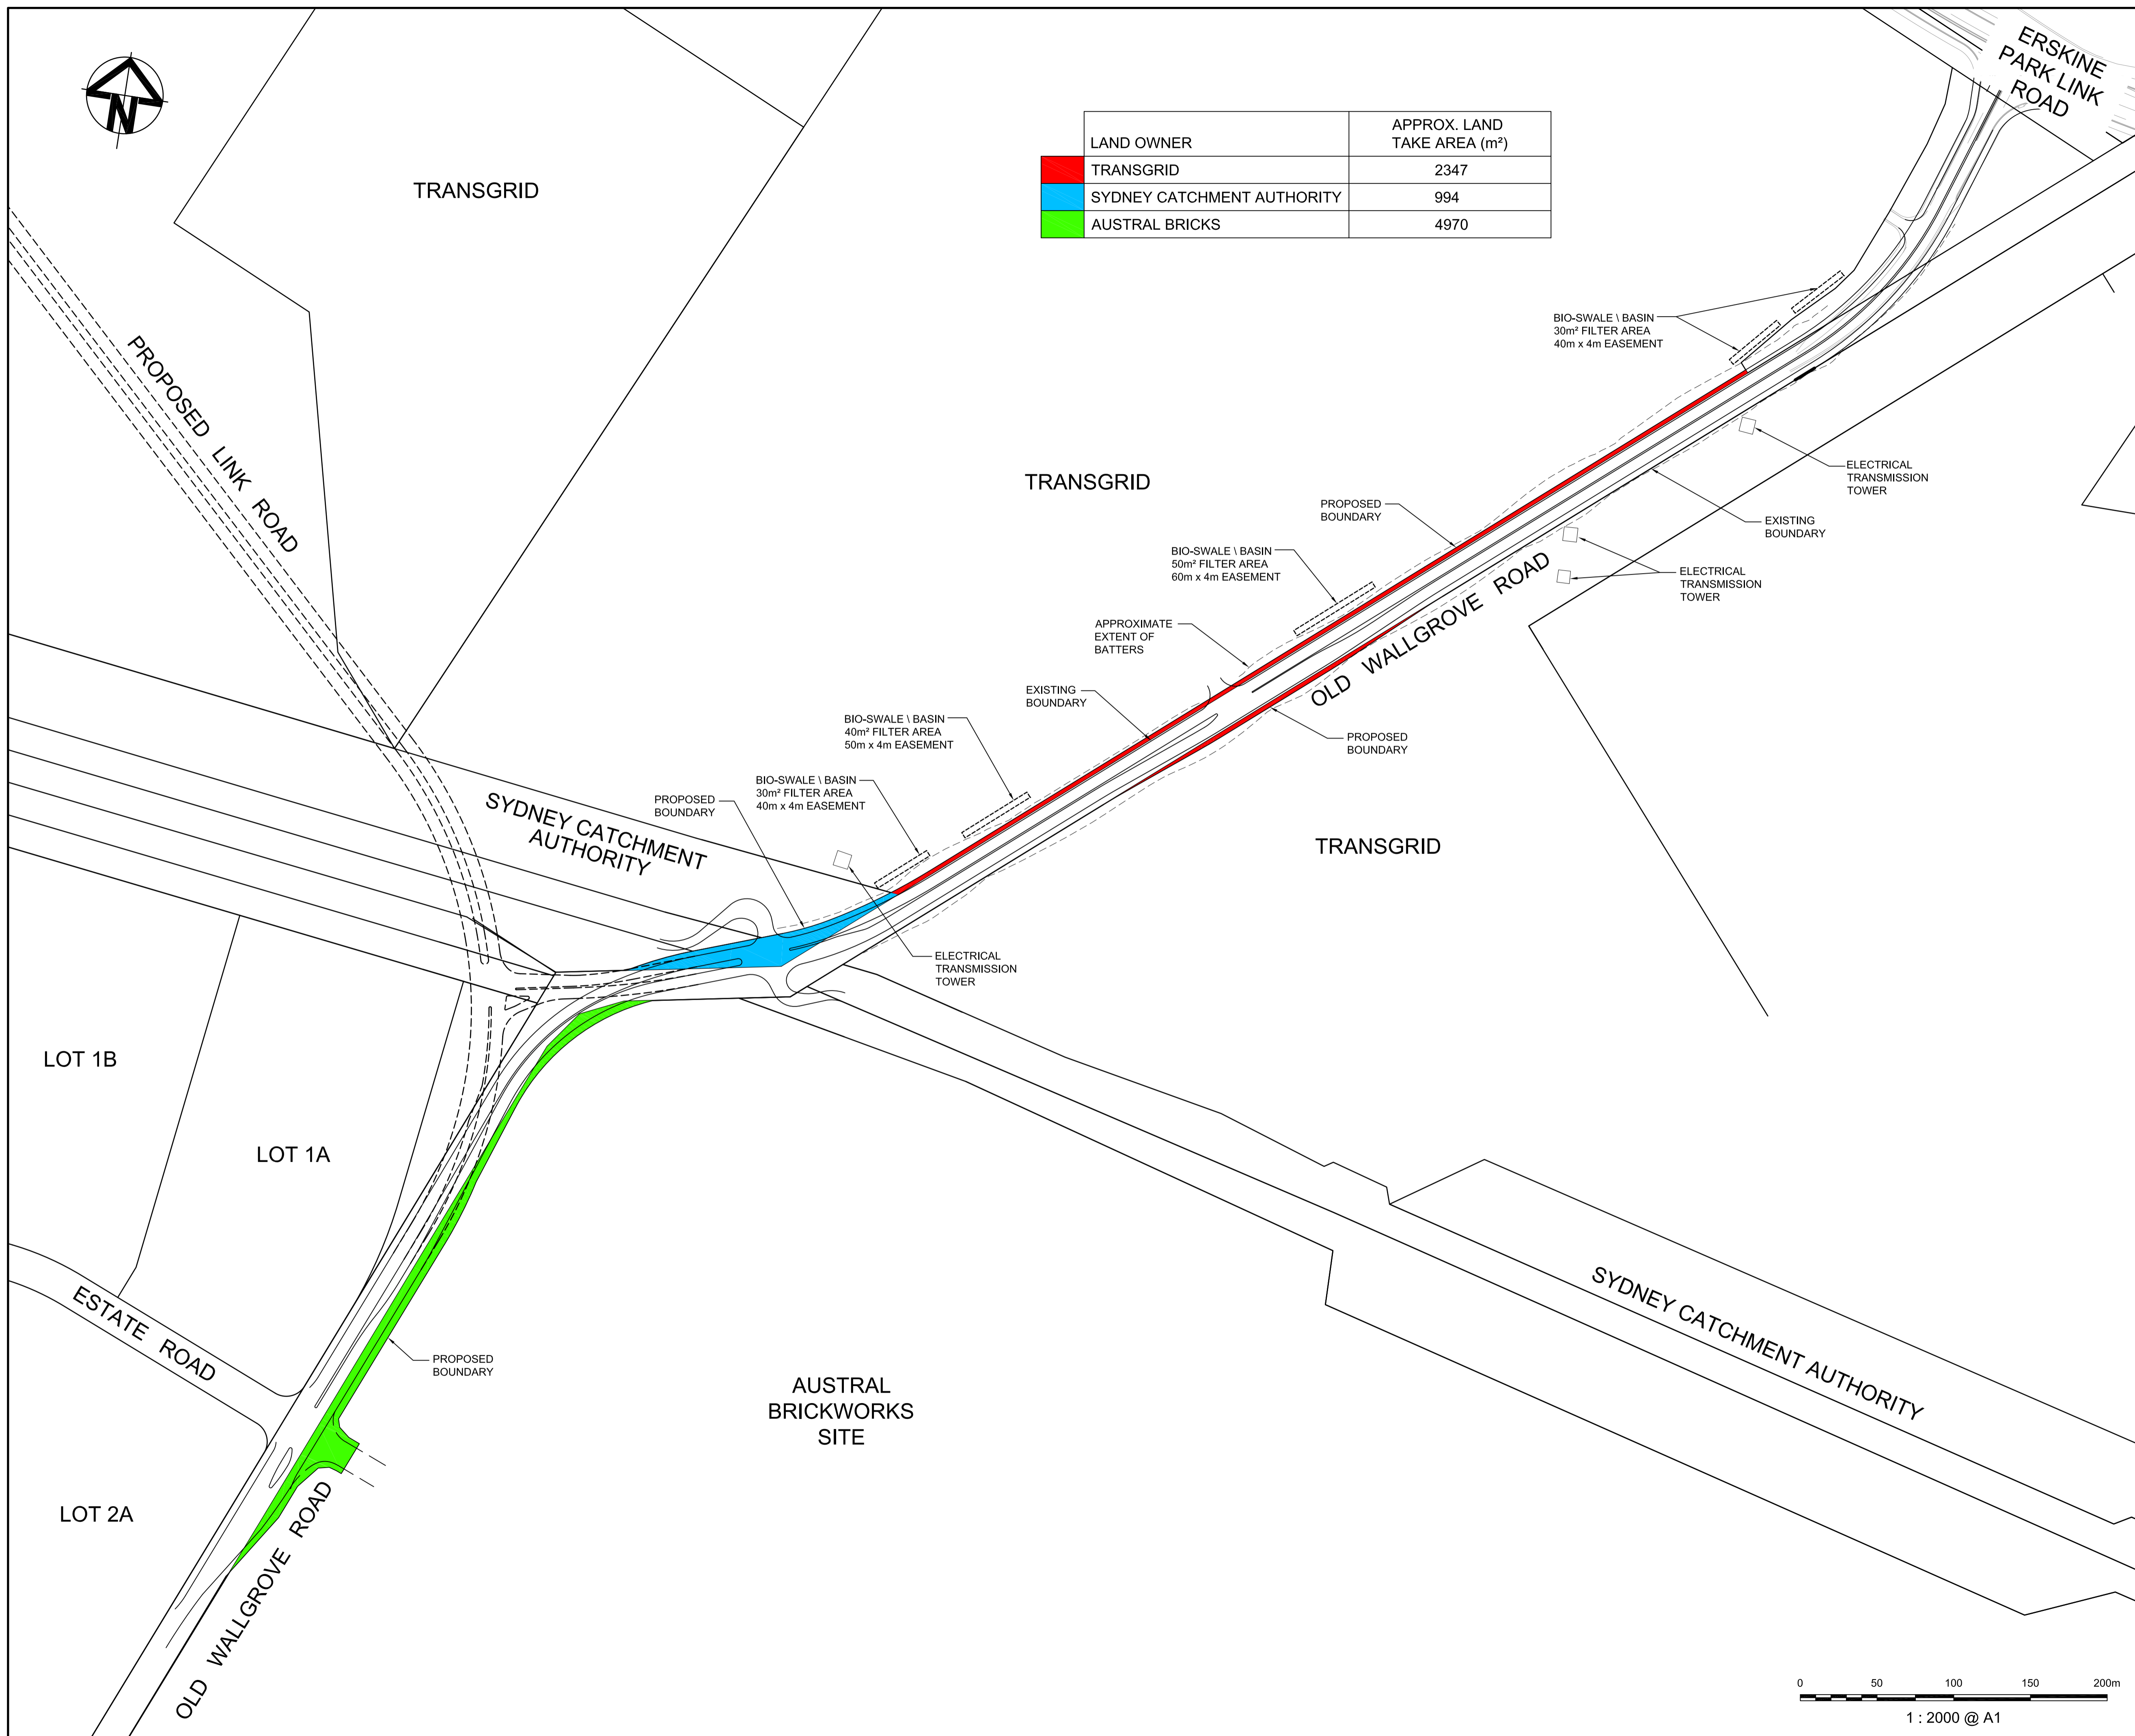 ERSKINE
PARK LINK
ROAD
N
LAND OWNER
APPROX. LAND
TAKE AREA (m²)
TRANSGRID
2347
SYDNEY CATCHMENT AUTHORITY
994
AUSTRAL BRICKS
4970
TRANSGRID
BIO-SWALE \ BASIN
30m² FILTER AREA
40m x 4m EASEMENT
PROPOSED LINK ROAD
TRANSGRID
ELECTRICAL
TRANSMISSION
TOWER
PROPOSED
BOUNDARY
EXISTING
BOUNDARY
BIO-SWALE \ BASIN
50m² FILTER AREA
60m x 4m EASEMENT
ELECTRICAL
TRANSMISSION
TOWER
OLD WALLGROVE ROAD
APPROXIMATE
EXTENT OF
BATTERS
EXISTING
BOUNDARY
PROPOSED
BOUNDARY
BIO-SWALE \ BASIN
40m² FILTER AREA
50m x 4m EASEMENT
BIO-SWALE \ BASIN
30m² FILTER AREA
40m x 4m EASEMENT
PROPOSED
BOUNDARY
SYDNEY CATCHMENT
AUTHORITY
TRANSGRID
ELECTRICAL
TRANSMISSION
TOWER
LOT 1B
LOT 1A
ESTATE ROAD
PROPOSED
BOUNDARY
AUSTRAL
BRICKWORKS
SITE
SYDNEY CATCHMENT AUTHORITY
LOT 2A
OLD WALLGROVE ROAD
0 50 100 150 200m
1 : 2000 @ A1